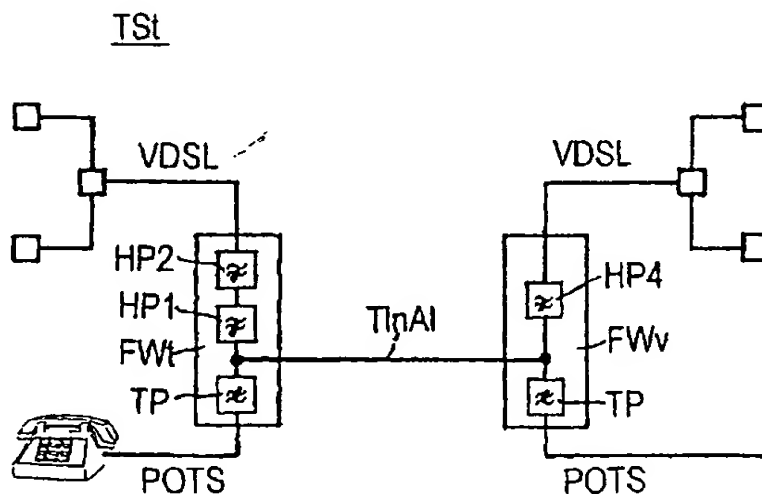 TSt
VDSL
VDSL
HP2
HP1
FWt
TP
TlnAl
HP4
FWv
TP
POTS
POTS